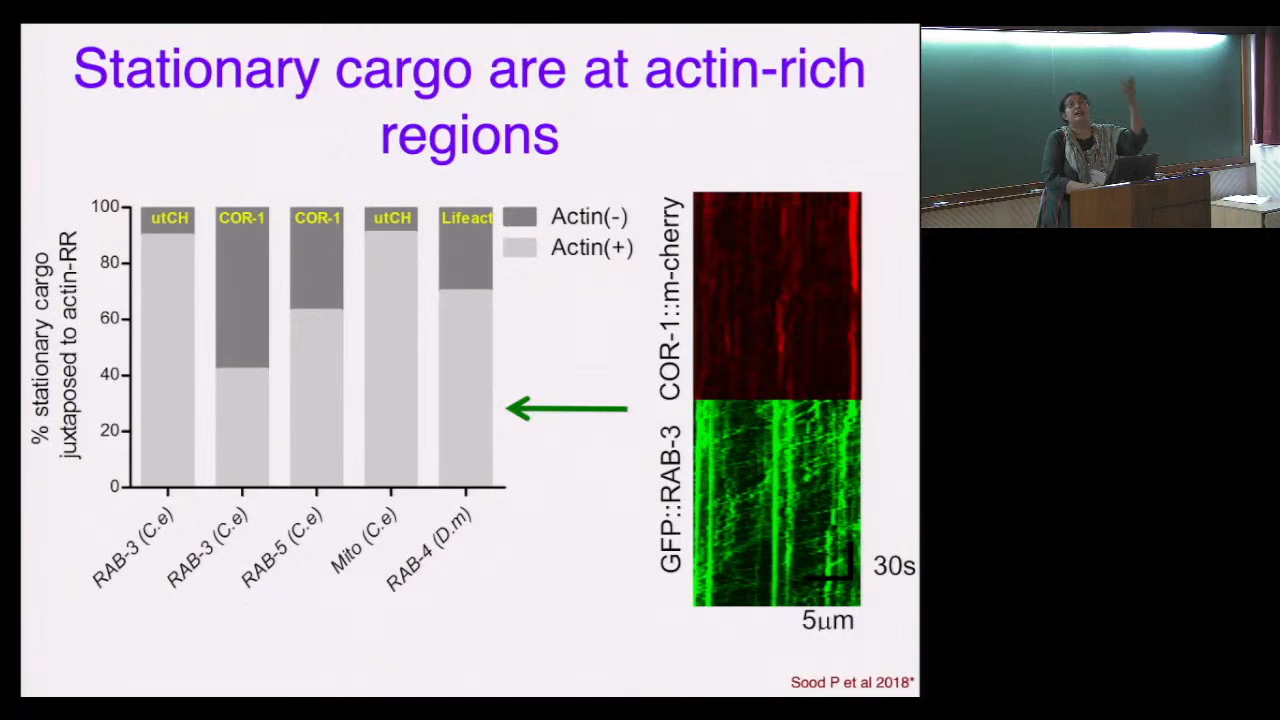 Stationary cargo are at actin-rich
regions
% stationary cargo
juxaposed to actin-RR
100
80
60
40
20
0
utCH
COR-1
COR-1
utCH
Lifeact
Actin(-)
Actin(+)
RAB-3 (C.e)
RAB-3 (C.e)
RAB-5 (C.e)
Mito (C.e)
RAB-4 (D.m)
COR-1::m-cherry
GFP::RAB-3
30s
5μm
Sood P et al 2018*